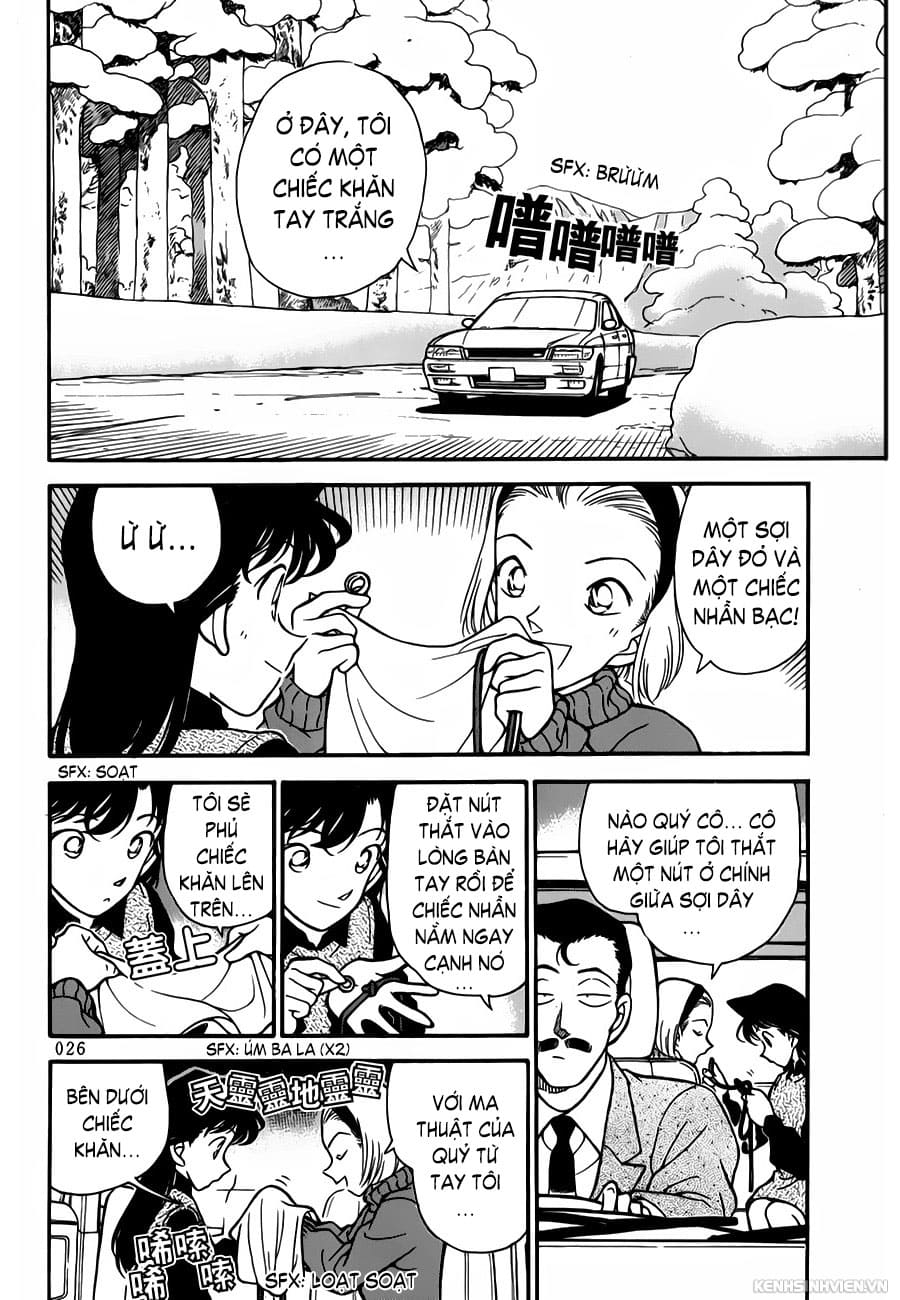 Ở ĐÂY, TÔI
CÓ MỘT
CHIẾC KHĂN
TAY TRẮNG
...
SFX: BRỪỪM
噜噜噜噜
MỘT SỢI
DÂY ĐỎ VÀ
MỘT CHIẾC
NHẪN BẠC!
Ừ Ừ...
NÀO QUÝ CÔ... CÔ
HÃY GIÚP TÔI THẮT
MỘT NÚT Ở CHÍNH
GIỮA SỢI DÂY
...
ĐẶT NÚT
THẮT VÀO
LÒNG BÀN
TAY RỒI ĐỂ
CHIẾC NHẪN
NẰM NGAY
CẠNH NÓ
...
SFX: SOẠT
TÔI SẼ
PHỦ
CHIẾC
KHĂN LÊN
TRÊN...
蓋上
026
SFX: ÚM BA LA (X2)
天靈靈地靈靈
VỚI MA
THUẬT CỦA
QUỶ TỪ
TAY TÔI
...
BÊN DƯỚI
CHIẾC
KHĂN...
唏嗦
唏嗦
SFX: LOẠT SOẠT
KENHSINHVIEN.VN